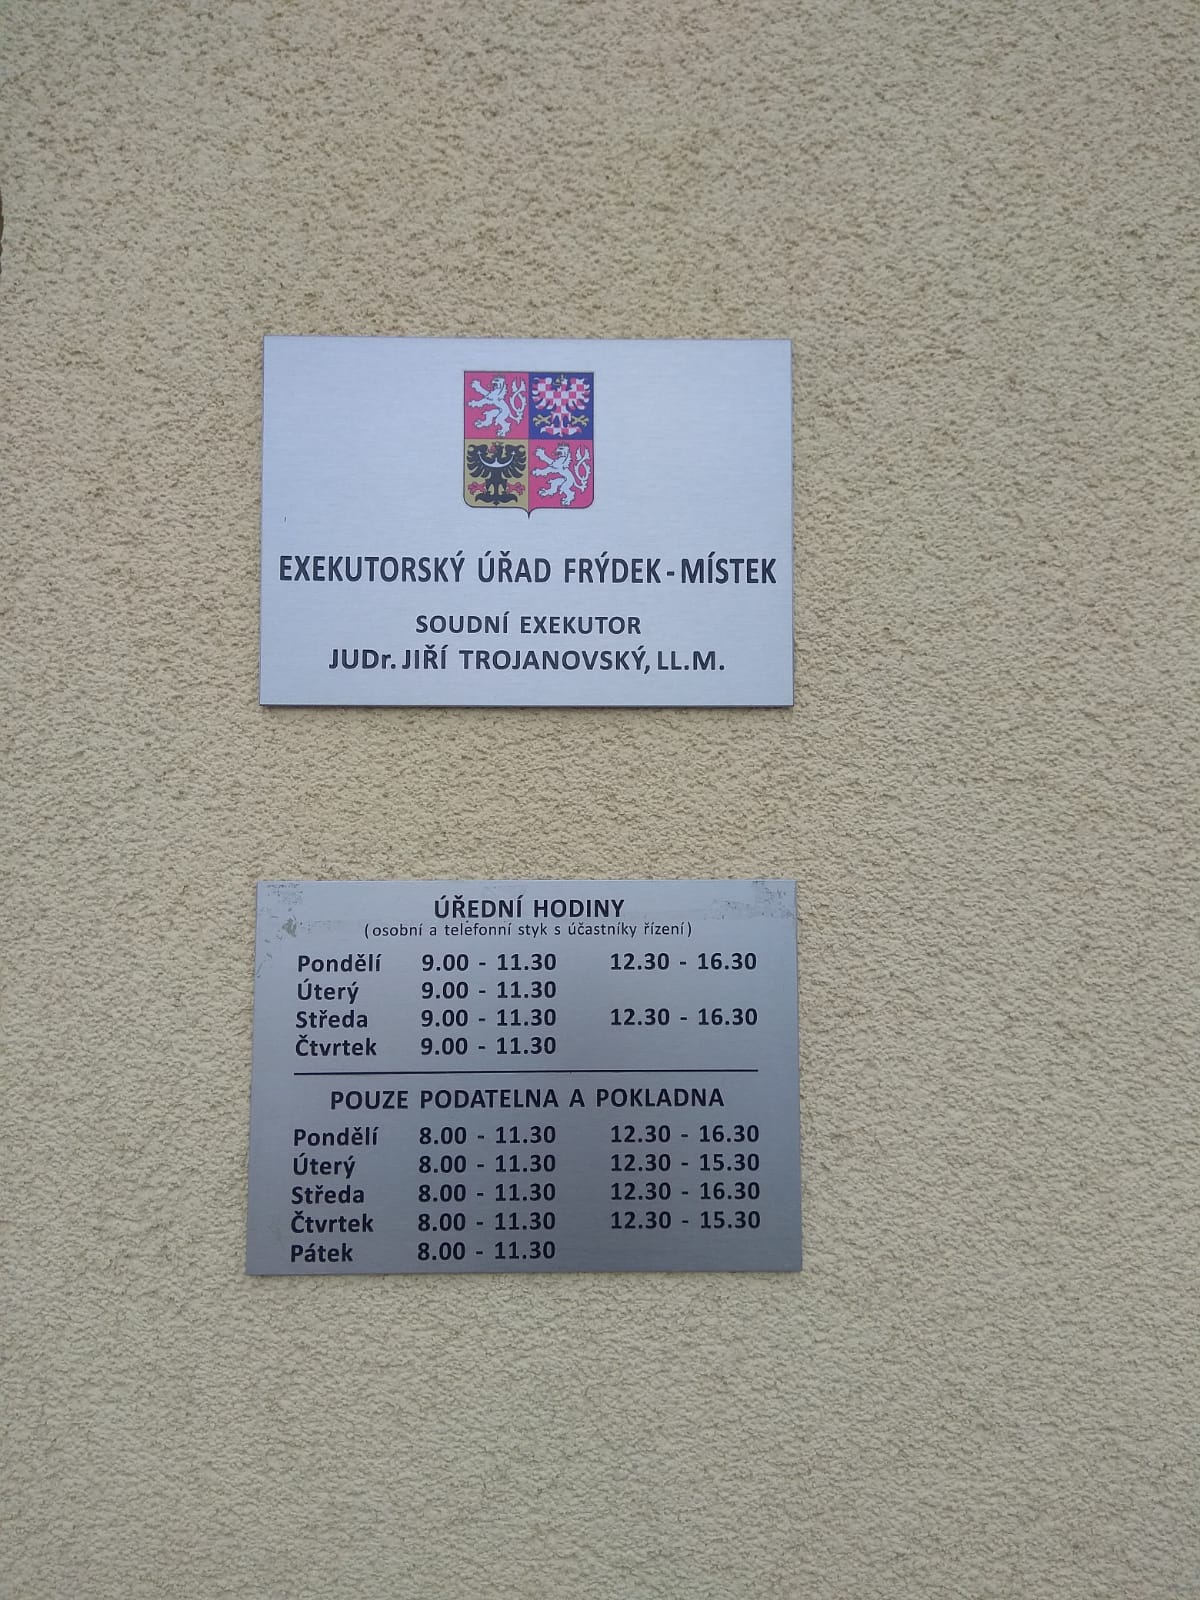 EXEKUTORSKÝ ÚŘAD FRÝDEK-MÍSTEK
SOUDNÍ EXEKUTOR
JUDr. JIŘÍ TROJANOVSKÝ, LL.M.
ÚŘEDNÍ HODINY
(osobní a telefonní styk s účastníky řízení)
Pondělí 9.00 - 11.30 12.30 - 16.30
Úterý 9.00 - 11.30
Středa 9.00 - 11.30 12.30 - 16.30
Čtvrtek 9.00 - 11.30
POUZE PODATELNA A POKLADNA
Pondělí 8.00 - 11.30 12.30 - 16.30
Úterý 8.00 - 11.30 12.30 - 15.30
Středa 8.00 - 11.30 12.30 - 16.30
Čtvrtek 8.00 - 11.30 12.30 - 15.30
Pátek 8.00 - 11.30